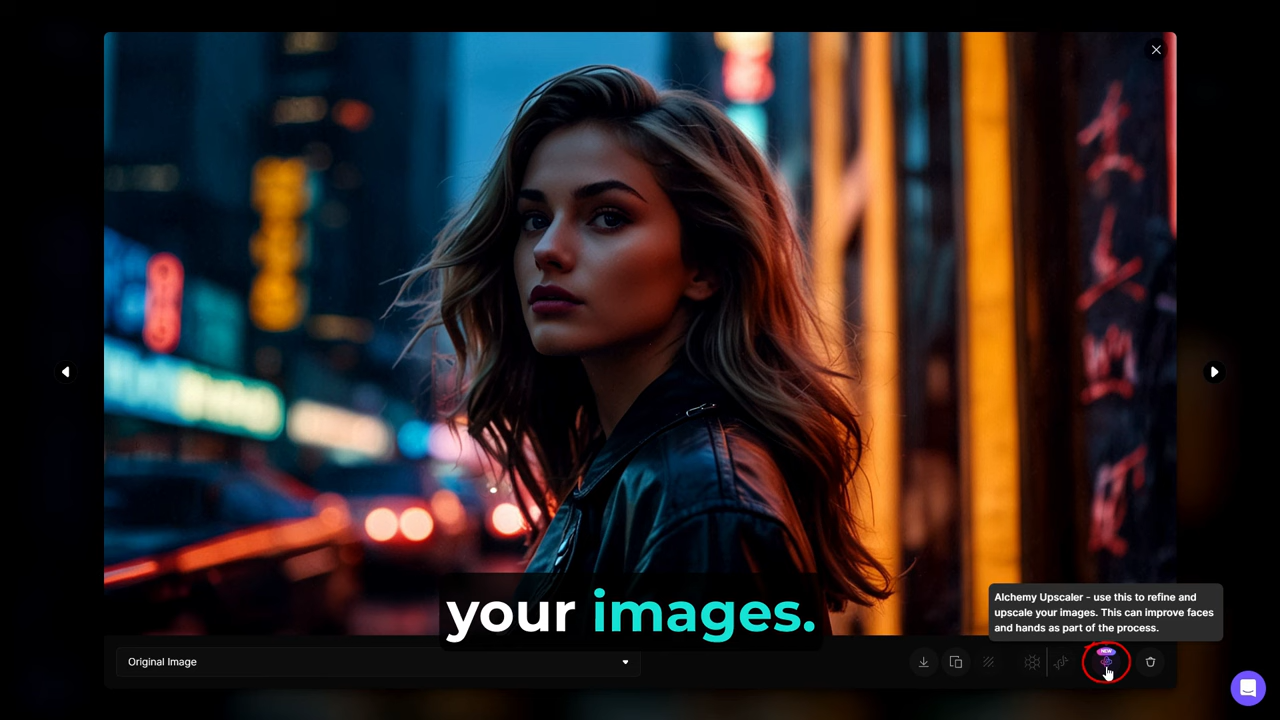 your images.
Alchemy Upscaler - use this to refine and
upscale your images. This can improve faces
and hands as part of the process.
Original Image
NEW